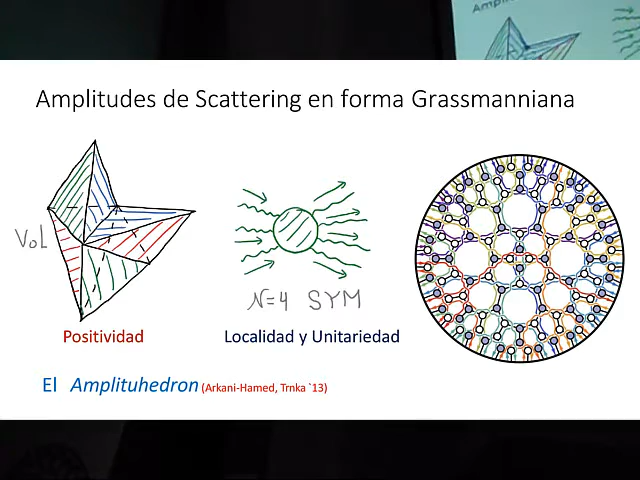 Amplitudes de Scattering en forma Grassmanniana
VOL
N=4 SYM
Positividad
Localidad y Unitariedad
El Amplituhedron (Arkani-Hamed, Trnka `13)